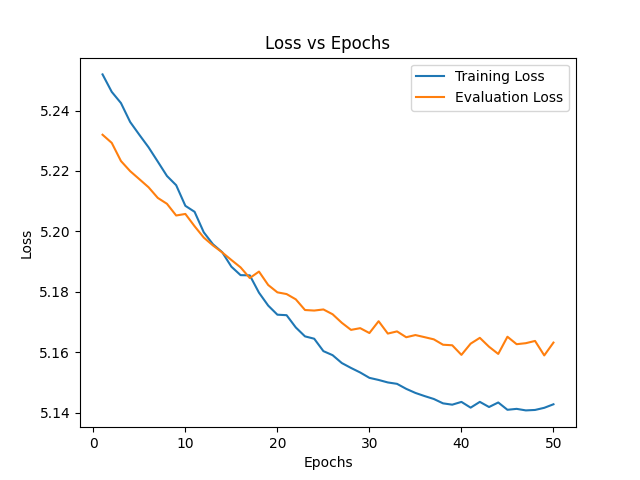 Loss vs Epochs
Training Loss
Evaluation Loss
5.24
5.22
5.20
5.18
5.16
5.14
Loss
0 10 20 30 40 50
Epochs